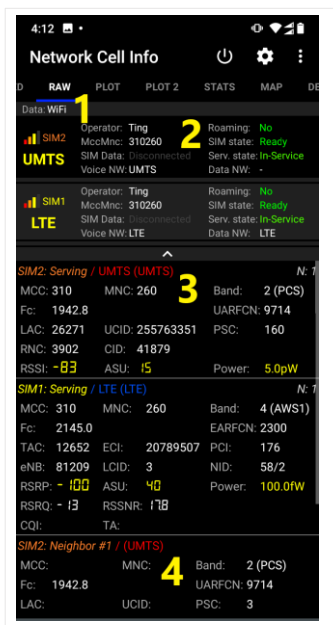 4:12
Network Cell Info
D RAW PLOT PLOT 2 STATS MAP DE
Data: WiFi
1
2
SIM2 UMTS
Operator: Ting Roaming: No
MccMnc: 310260 SIM state: Ready
SIM Data: Disconnected Serv. state: In-Service
Voice NW: UMTS Data NW: -
SIM1 LTE
Operator: Ting Roaming: No
MccMnc: 310260 SIM state: Ready
SIM Data: Disconnected Serv. state: In-Service
Voice NW: LTE Data NW: LTE
SIM2: Serving / UMTS (UMTS) N: 1
3
MCC: 310 MNC: 260 Band: 2 (PCS)
Fc: 1942.8 UARFCN: 9714
LAC: 26271 UCID: 255763351 PSC: 160
RNC: 3902 CID: 41879
RSSI: -83 ASU: 15 Power: 5.0pW
SIM1: Serving / LTE (LTE) N: 1
MCC: 310 MNC: 260 Band: 4 (AWS1)
Fc: 2145.0 EARFCN: 2300
TAC: 12652 ECI: 20789507 PCI: 176
eNB: 81209 LCID: 3 NID: 58/2
RSRP: -100 ASU: 40 Power: 100.0fW
RSRQ: -13 RSSNR: 17.8
CQI: TA:
SIM2: Neighbor #1 / (UMTS)
4
MCC: MNC: Band: 2 (PCS)
Fc: 1942.8 UARFCN: 9714
LAC: UCID: PSC: 3